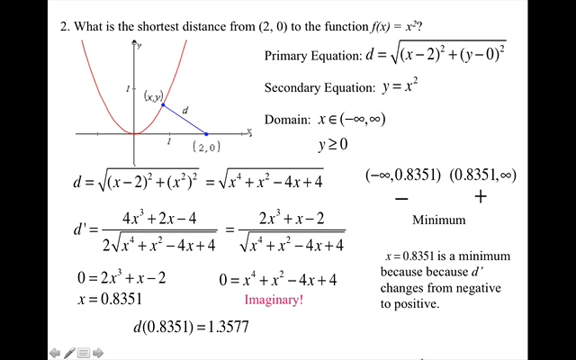 2. What is the shortest distance from (2, 0) to the function f(x) = x²?
y
1
(x,y)
d
x
1
(2,0)
Primary Equation: d = √((x−2)² + (y−0)²)
Secondary Equation: y = x²
Domain: x ∈ (−∞,∞)
y ≥ 0
d = √((x−2)² + (x²)²) = √(x⁴ + x² − 4x + 4)
(−∞,0.8351) (0.8351,∞)
− +
Minimum
d' = (4x³ + 2x − 4) / (2√(x⁴ + x² − 4x + 4)) = (2x³ + x − 2) / √(x⁴ + x² − 4x + 4)
x = 0.8351 is a minimum
because because d'
changes from negative
to positive.
0 = 2x³ + x − 2
x = 0.8351
0 = x⁴ + x² − 4x + 4
Imaginary!
d(0.8351) = 1.3577
2